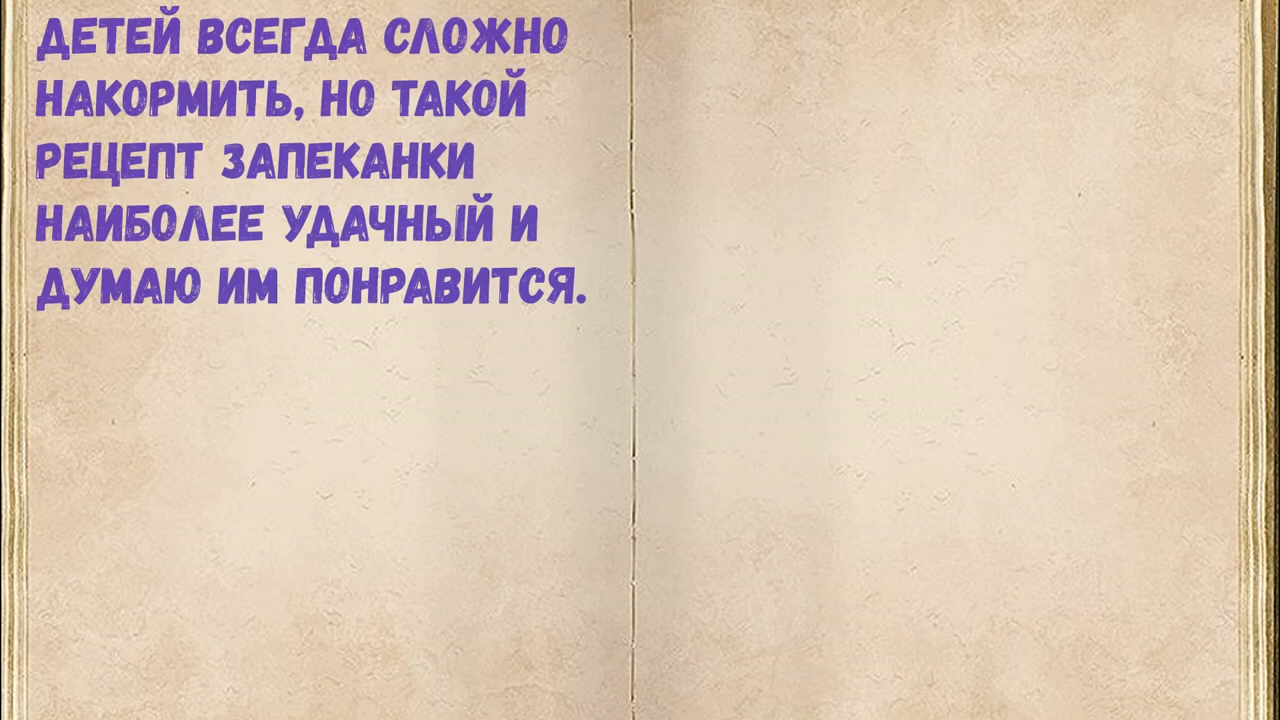 ДЕТЕЙ ВСЕГДА СЛОЖНО
НАКОРМИТЬ, НО ТАКОЙ
РЕЦЕПТ ЗАПЕКАНКИ
НАИБОЛЕЕ УДАЧНЫЙ И
ДУМАЮ ИМ ПОНРАВИТСЯ.